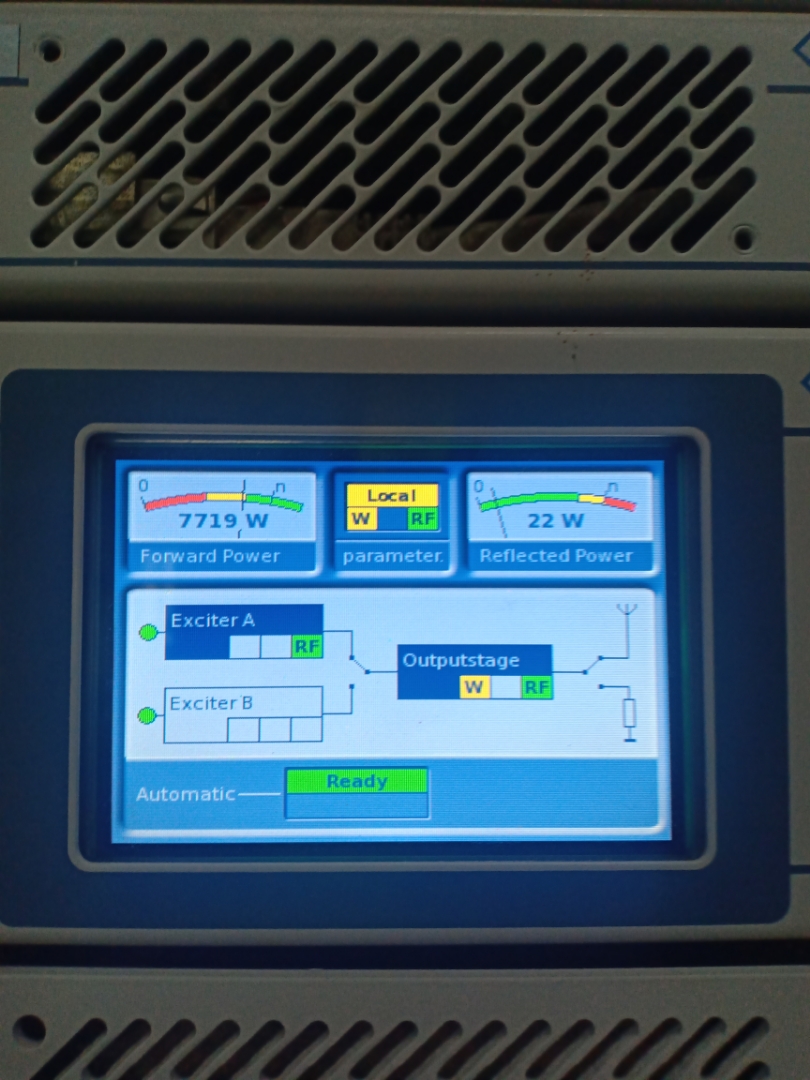 0
n
7719 W
Forward Power
Local
W
RF
parameter.
0
n
22 W
Reflected Power
Exciter A
RF
Outputstage
W
RF
Exciter B
Automatic
Ready